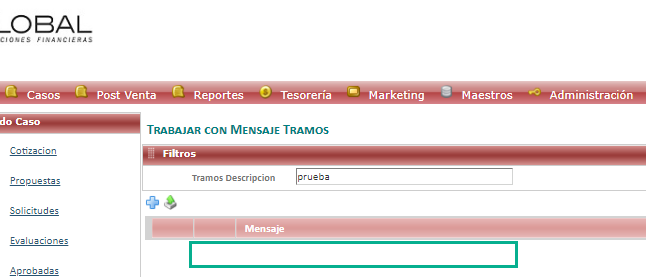 LOBAL
CIONES FINANCIERAS
Casos Post Venta Reportes Tesorería Marketing Maestros Administración
do Caso
Cotizacion
Propuestas
Solicitudes
Evaluaciones
Aprobadas
TRABAJAR CON MENSAJE TRAMOS
Filtros
Tramos Descripcion prueba
Mensaje